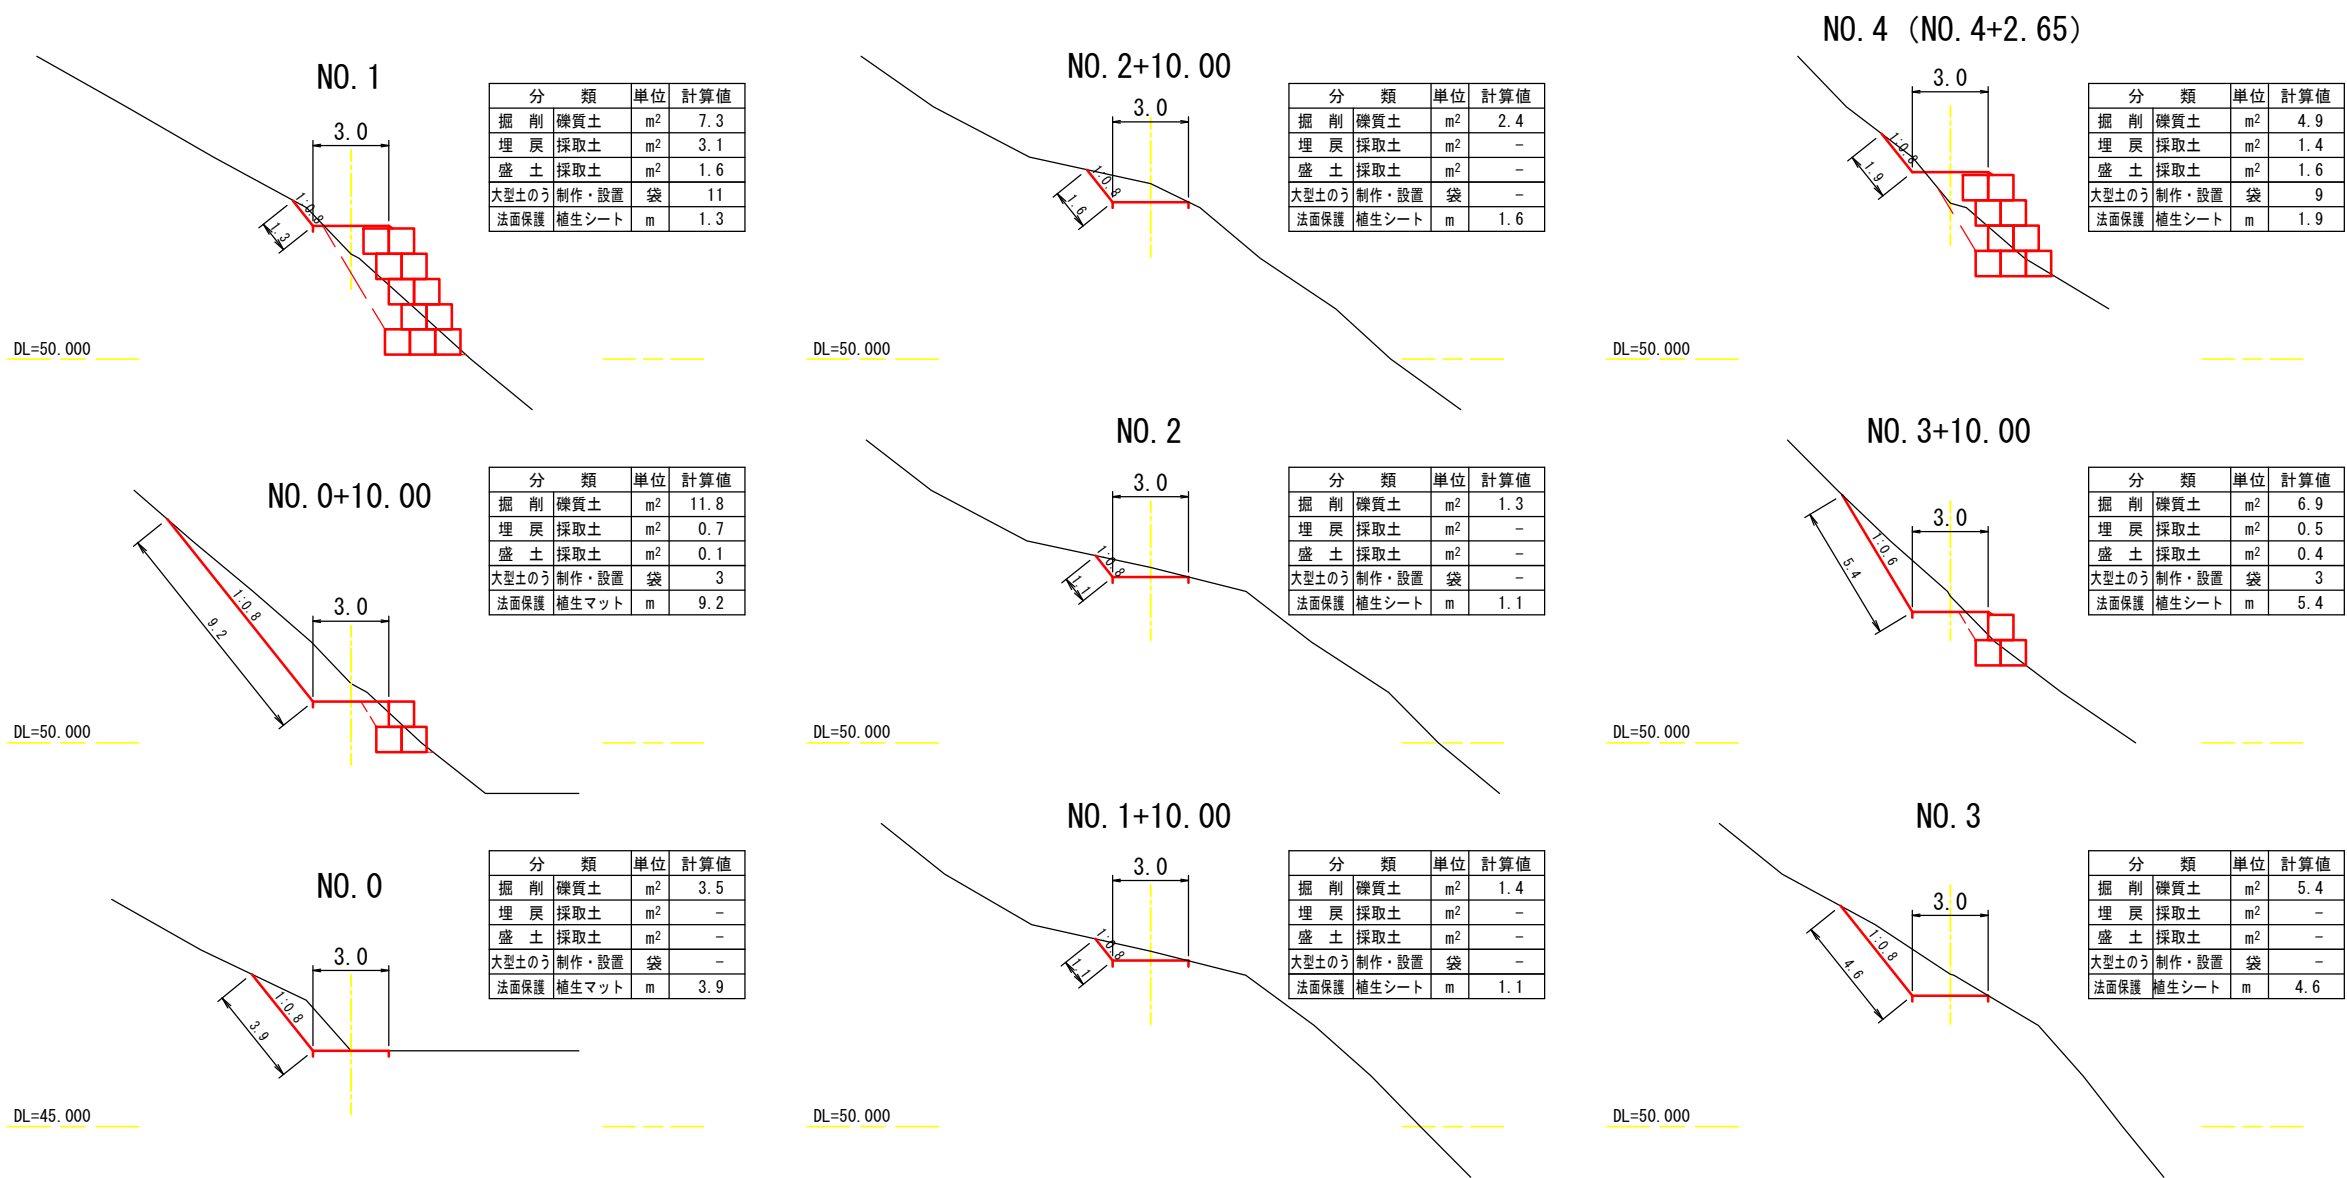 NO.1
3.0
1:0.8
1.3
分 類 単位 計算値
掘 削 礫質土 m2 7.3
埋 戻 採取土 m2 3.1
盛 土 採取土 m2 1.6
大型土のう 制作・設置 袋 11
法面保護 植生シート m 1.3
DL=50.000
NO.2+10.00
3.0
1:0.8
1.6
分 類 単位 計算値
掘 削 礫質土 m2 2.4
埋 戻 採取土 m2 -
盛 土 採取土 m2 -
大型土のう 制作・設置 袋 -
法面保護 植生シート m 1.6
DL=50.000
NO.4 (NO.4+2.65)
3.0
1:0.8
1.9
分 類 単位 計算値
掘 削 礫質土 m2 4.9
埋 戻 採取土 m2 1.4
盛 土 採取土 m2 1.6
大型土のう 制作・設置 袋 9
法面保護 植生シート m 1.9
DL=50.000
NO.0+10.00
3.0
1:0.8
9.2
分 類 単位 計算値
掘 削 礫質土 m2 11.8
埋 戻 採取土 m2 0.7
盛 土 採取土 m2 0.1
大型土のう 制作・設置 袋 3
法面保護 植生マット m 9.2
DL=50.000
NO.2
3.0
1:0.8
1.1
分 類 単位 計算値
掘 削 礫質土 m2 1.3
埋 戻 採取土 m2 -
盛 土 採取土 m2 -
大型土のう 制作・設置 袋 -
法面保護 植生シート m 1.1
DL=50.000
NO.3+10.00
3.0
1:0.6
5.4
分 類 単位 計算値
掘 削 礫質土 m2 6.9
埋 戻 採取土 m2 0.5
盛 土 採取土 m2 0.4
大型土のう 制作・設置 袋 3
法面保護 植生シート m 5.4
DL=50.000
NO.0
3.0
1:0.8
3.9
分 類 単位 計算値
掘 削 礫質土 m2 3.5
埋 戻 採取土 m2 -
盛 土 採取土 m2 -
大型土のう 制作・設置 袋 -
法面保護 植生マット m 3.9
DL=45.000
NO.1+10.00
3.0
1:0.8
1.1
分 類 単位 計算値
掘 削 礫質土 m2 1.4
埋 戻 採取土 m2 -
盛 土 採取土 m2 -
大型土のう 制作・設置 袋 -
法面保護 植生シート m 1.1
DL=50.000
NO.3
3.0
1:0.8
4.6
分 類 単位 計算値
掘 削 礫質土 m2 5.4
埋 戻 採取土 m2 -
盛 土 採取土 m2 -
大型土のう 制作・設置 袋 -
法面保護 植生シート m 4.6
DL=50.000